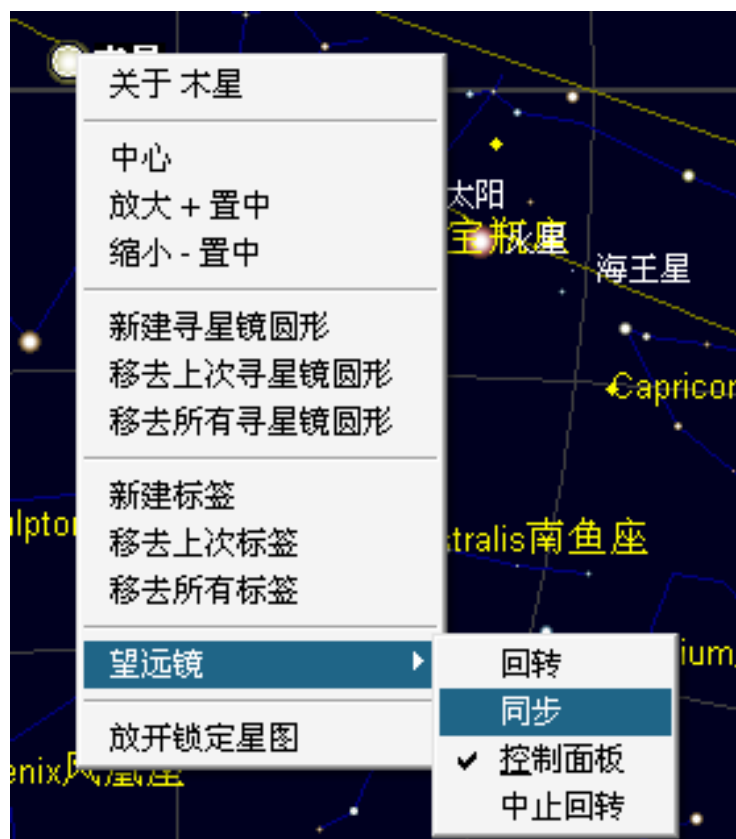 木星
关于 木星
中心
放大 + 置中
太阳
缩小 - 置中
宝瓶座
海王星
新建寻星镜圆形
移去上次寻星镜圆形
Capricor
移去所有寻星镜圆形
新建标签
lptor
移去上次标签
tralis南鱼座
移去所有标签
望远镜
回转
ium
同步
放开锁定星图
控制面板
enix凤凰座
中止回转